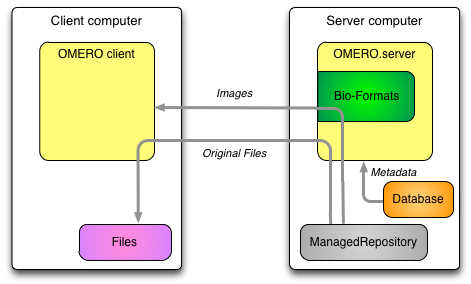 Client computer
Server computer
OMERO client
OMERO.server
Bio-Formats
Images
Original Files
Metadata
Database
Files
ManagedRepository